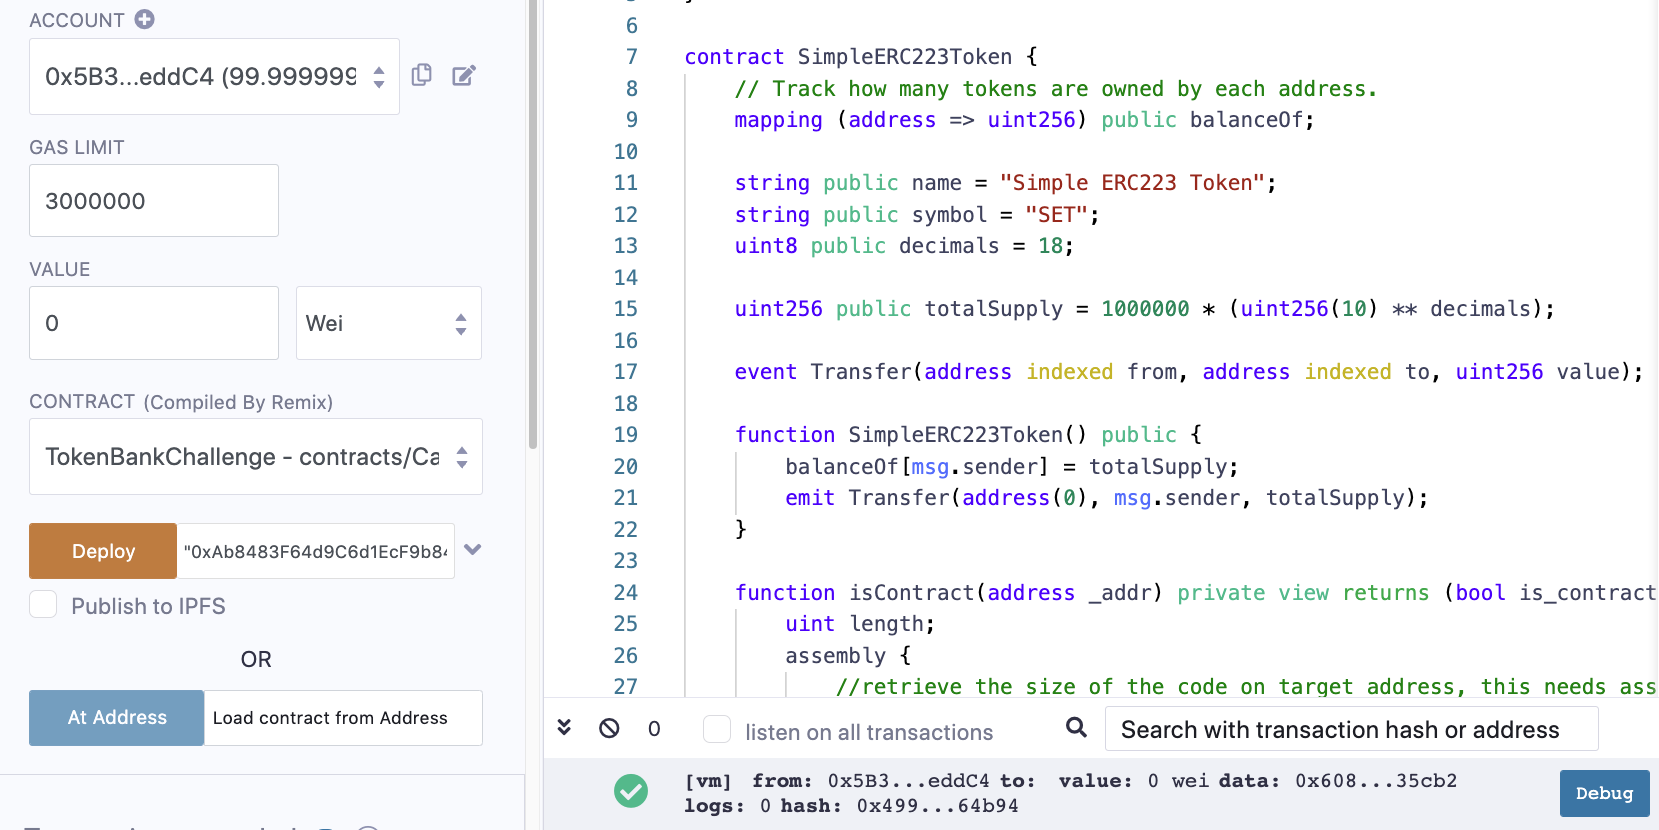 ACCOUNT
0x5B3...eddC4 (99.999999
GAS LIMIT
3000000
VALUE
0
Wei
CONTRACT (Compiled By Remix)
TokenBankChallenge - contracts/Ca
Deploy
"0xAb8483F64d9C6d1EcF9b84
Publish to IPFS
OR
At Address
Load contract from Address
6
7 contract SimpleERC223Token {
8 // Track how many tokens are owned by each address.
9 mapping (address => uint256) public balanceOf;
10
11 string public name = "Simple ERC223 Token";
12 string public symbol = "SET";
13 uint8 public decimals = 18;
14
15 uint256 public totalSupply = 1000000 * (uint256(10) ** decimals);
16
17 event Transfer(address indexed from, address indexed to, uint256 value);
18
19 function SimpleERC223Token() public {
20 balanceOf[msg.sender] = totalSupply;
21 emit Transfer(address(0), msg.sender, totalSupply);
22 }
23
24 function isContract(address _addr) private view returns (bool is_contract
25 uint length;
26 assembly {
27 //retrieve the size of the code on target address, this needs ass
0
listen on all transactions
Search with transaction hash or address
[vm] from: 0x5B3...eddC4 to: value: 0 wei data: 0x608...35cb2
logs: 0 hash: 0x499...64b94
Debug